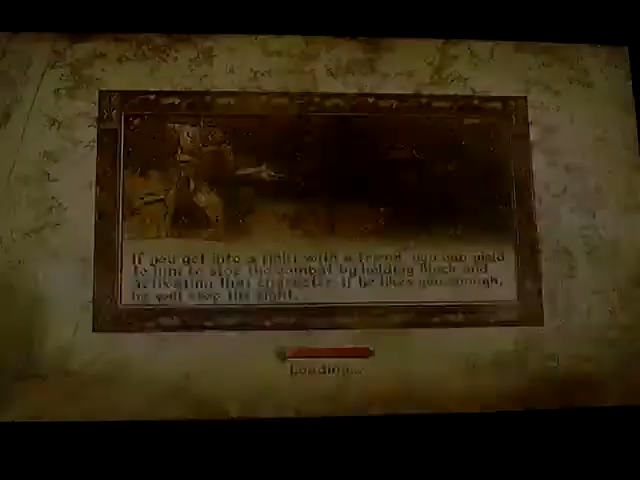 If you get into a fight with a friend, you can yield
to him to stop the combat by holding Block and
activating that character. If he likes you enough,
he will stop the fight.
Loading...